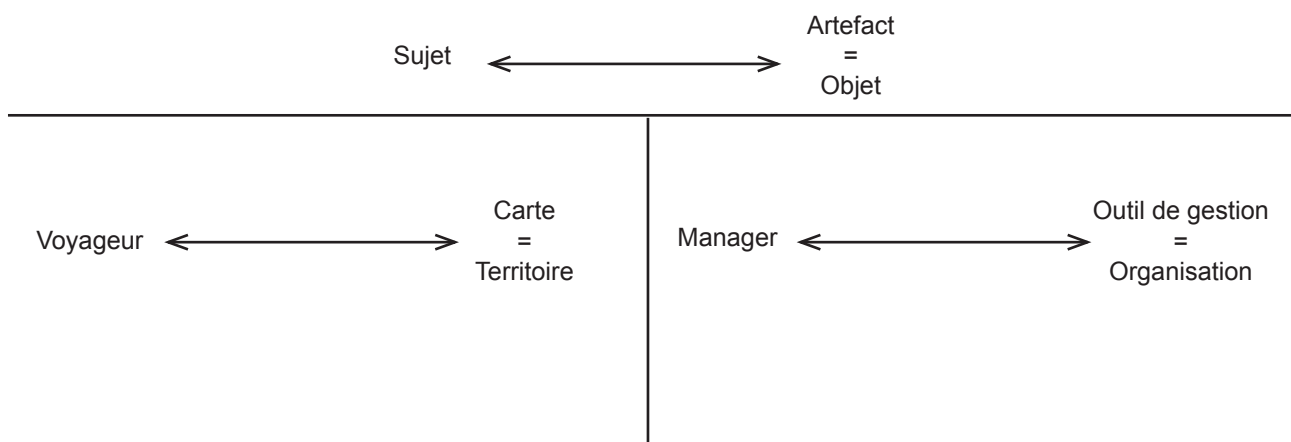 Sujet
Artefact
=
Objet
Voyageur
Carte
=
Territoire
Manager
Outil de gestion
=
Organisation